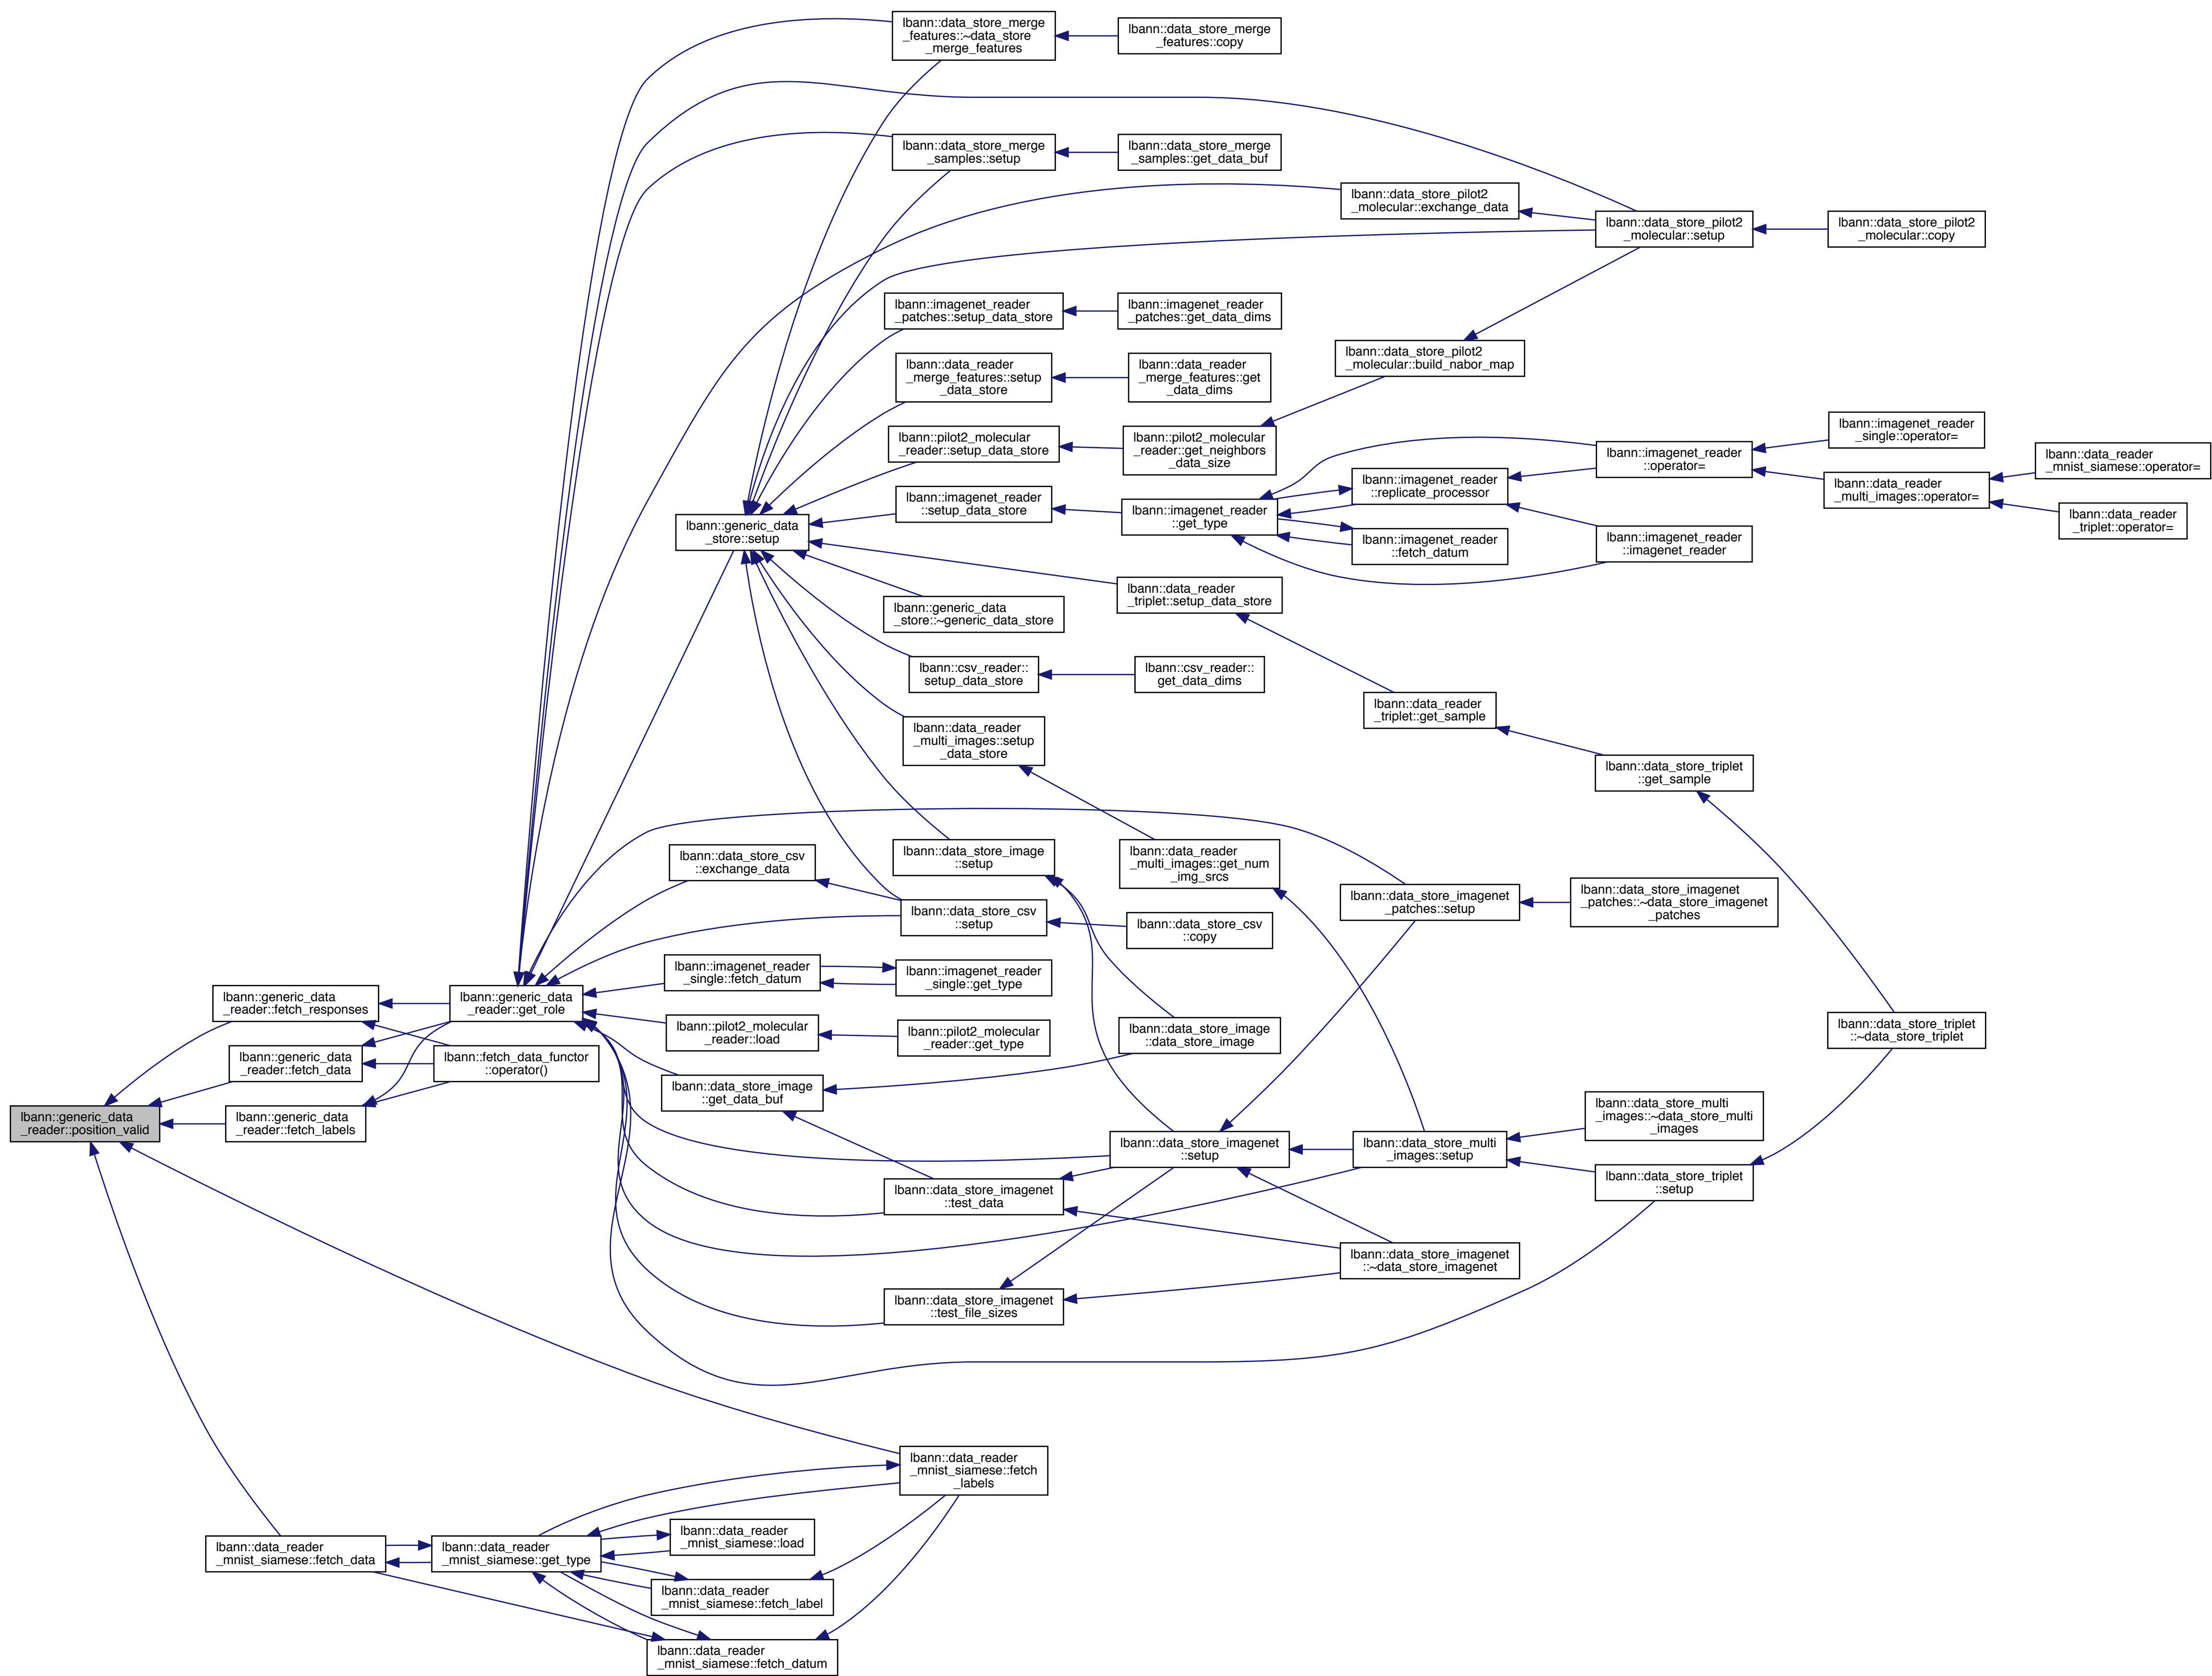 lbann::data_store_merge
_features::~data_store
_merge_features
lbann::data_store_merge
_features::copy
lbann::data_store_merge
_samples::setup
lbann::data_store_merge
_samples::get_data_buf
lbann::data_store_pilot2
_molecular::exchange_data
lbann::data_store_pilot2
_molecular::setup
lbann::data_store_pilot2
_molecular::copy
lbann::imagenet_reader
_patches::setup_data_store
lbann::imagenet_reader
_patches::get_data_dims
lbann::data_store_pilot2
_molecular::build_nabor_map
lbann::data_reader
_merge_features::setup
_data_store
lbann::data_reader
_merge_features::get
_data_dims
lbann::pilot2_molecular
_reader::setup_data_store
lbann::pilot2_molecular
_reader::get_neighbors
_data_size
lbann::imagenet_reader
_single::operator=
lbann::imagenet_reader
::operator=
lbann::data_reader
_mnist_siamese::operator=
lbann::imagenet_reader
::replicate_processor
lbann::data_reader
_multi_images::operator=
lbann::imagenet_reader
::setup_data_store
lbann::imagenet_reader
::get_type
lbann::data_reader
_triplet::operator=
lbann::generic_data
_store::setup
lbann::imagenet_reader
::fetch_datum
lbann::imagenet_reader
::imagenet_reader
lbann::data_reader
_triplet::setup_data_store
lbann::generic_data
_store::~generic_data_store
lbann::csv_reader::
setup_data_store
lbann::csv_reader::
get_data_dims
lbann::data_reader
_triplet::get_sample
lbann::data_reader
_multi_images::setup
_data_store
lbann::data_store_triplet
::get_sample
lbann::data_store_csv
::exchange_data
lbann::data_store_image
::setup
lbann::data_reader
_multi_images::get_num
_img_srcs
lbann::data_store_imagenet
_patches::setup
lbann::data_store_imagenet
_patches::~data_store_imagenet
_patches
lbann::data_store_csv
::setup
lbann::data_store_csv
::copy
lbann::imagenet_reader
_single::fetch_datum
lbann::imagenet_reader
_single::get_type
lbann::generic_data
_reader::fetch_responses
lbann::generic_data
_reader::get_role
lbann::pilot2_molecular
_reader::load
lbann::pilot2_molecular
_reader::get_type
lbann::data_store_image
::data_store_image
lbann::data_store_triplet
::~data_store_triplet
lbann::generic_data
_reader::fetch_data
lbann::fetch_data_functor
::operator()
lbann::data_store_image
::get_data_buf
lbann::generic_data
_reader::position_valid
lbann::generic_data
_reader::fetch_labels
lbann::data_store_imagenet
::setup
lbann::data_store_multi
_images::setup
lbann::data_store_multi
_images::~data_store_multi
_images
lbann::data_store_imagenet
::test_data
lbann::data_store_triplet
::setup
lbann::data_store_imagenet
::~data_store_imagenet
lbann::data_store_imagenet
::test_file_sizes
lbann::data_reader
_mnist_siamese::fetch
_labels
lbann::data_reader
_mnist_siamese::fetch_data
lbann::data_reader
_mnist_siamese::get_type
lbann::data_reader
_mnist_siamese::load
lbann::data_reader
_mnist_siamese::fetch_label
lbann::data_reader
_mnist_siamese::fetch_datum